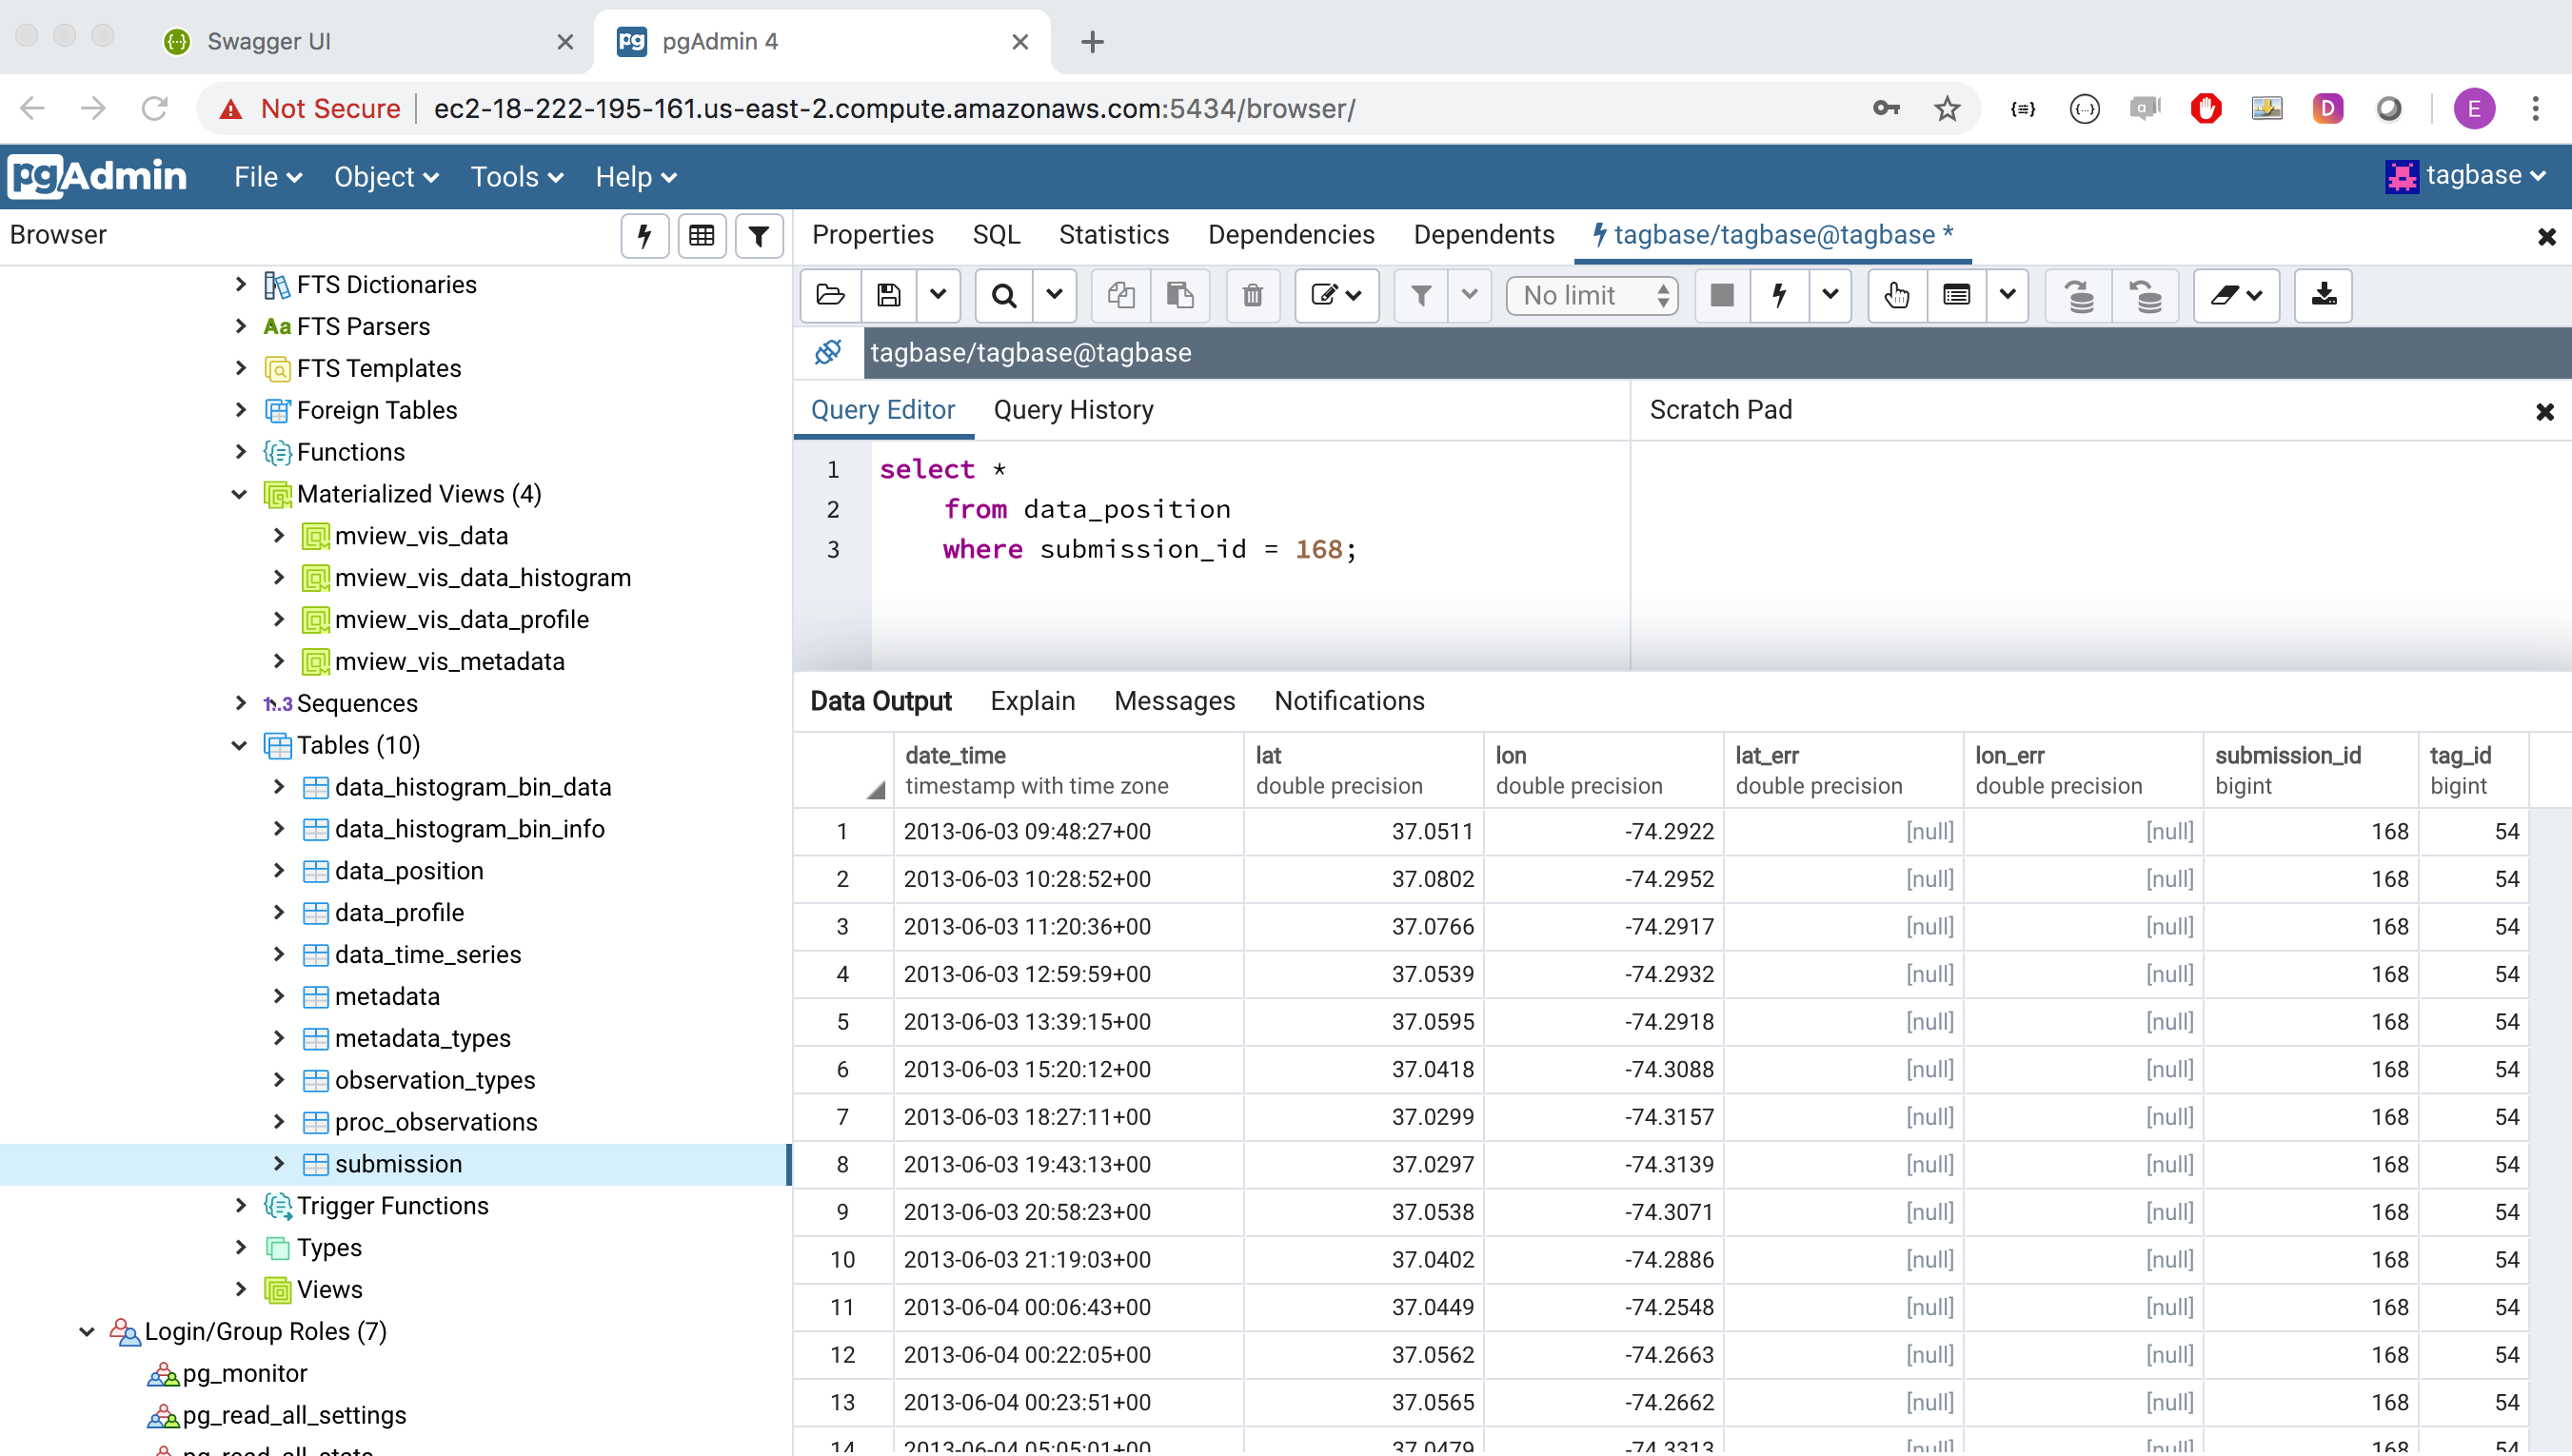 Swagger UI
pgAdmin 4
Not Secure
ec2-18-222-195-161.us-east-2.compute.amazonaws.com:5434/browser/
E
pgAdmin File Object Tools Help tagbase
Browser
Properties SQL Statistics Dependencies Dependents tagbase/tagbase@tagbase *
FTS Dictionaries
FTS Parsers
FTS Templates
Foreign Tables
Functions
Materialized Views (4)
mview_vis_data
mview_vis_data_histogram
mview_vis_data_profile
mview_vis_metadata
Sequences
Tables (10)
data_histogram_bin_data
data_histogram_bin_info
data_position
data_profile
data_time_series
metadata
metadata_types
observation_types
proc_observations
submission
Trigger Functions
Types
Views
Login/Group Roles (7)
pg_monitor
pg_read_all_settings
pg_read_all_stats
No limit
tagbase/tagbase@tagbase
Query Editor Query History
Scratch Pad
1 select *
2 from data_position
3 where submission_id = 168;
Data Output Explain Messages Notifications
date_time lat lon lat_err lon_err submission_id tag_id
timestamp with time zone double precision double precision double precision double precision bigint bigint
1 2013-06-03 09:48:27+00 37.0511 -74.2922 [null] [null] 168 54
2 2013-06-03 10:28:52+00 37.0802 -74.2952 [null] [null] 168 54
3 2013-06-03 11:20:36+00 37.0766 -74.2917 [null] [null] 168 54
4 2013-06-03 12:59:59+00 37.0539 -74.2932 [null] [null] 168 54
5 2013-06-03 13:39:15+00 37.0595 -74.2918 [null] [null] 168 54
6 2013-06-03 15:20:12+00 37.0418 -74.3088 [null] [null] 168 54
7 2013-06-03 18:27:11+00 37.0299 -74.3157 [null] [null] 168 54
8 2013-06-03 19:43:13+00 37.0297 -74.3139 [null] [null] 168 54
9 2013-06-03 20:58:23+00 37.0538 -74.3071 [null] [null] 168 54
10 2013-06-03 21:19:03+00 37.0402 -74.2886 [null] [null] 168 54
11 2013-06-04 00:06:43+00 37.0449 -74.2548 [null] [null] 168 54
12 2013-06-04 00:22:05+00 37.0562 -74.2663 [null] [null] 168 54
13 2013-06-04 00:23:51+00 37.0565 -74.2662 [null] [null] 168 54
14 2013-06-04 05:05:01+00 37.0479 -74.3313 [null] [null] 168 54